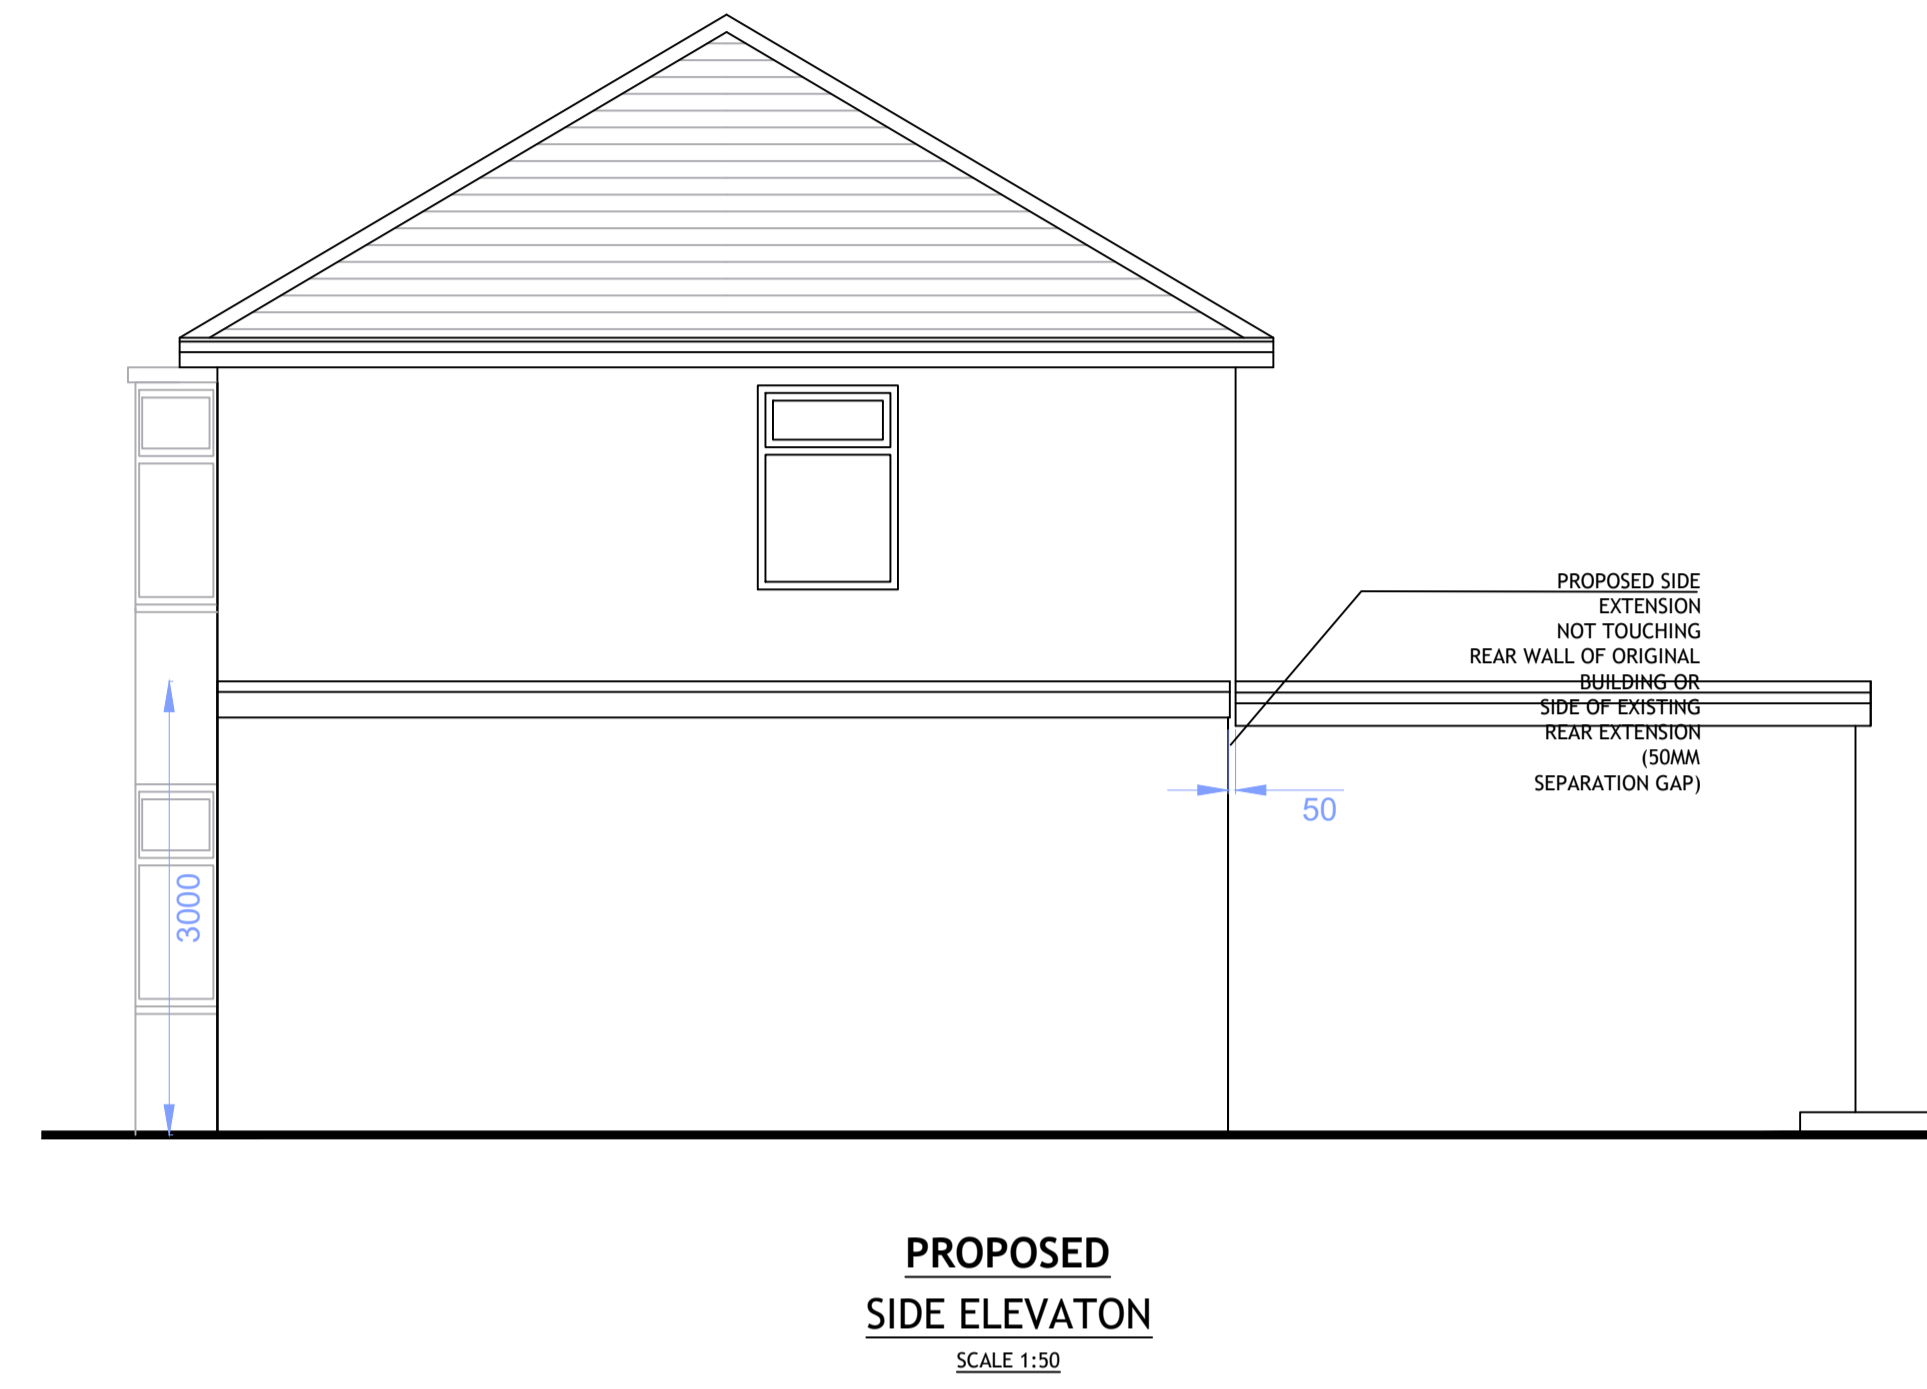 PROPOSED SIDE
EXTENSION
NOT TOUCHING
REAR WALL OF ORIGINAL
BUILDING OR
SIDE OF EXISTING
REAR EXTENSION
(50MM
SEPARATION GAP)
50
3000
PROPOSED
SIDE ELEVATON
SCALE 1:50